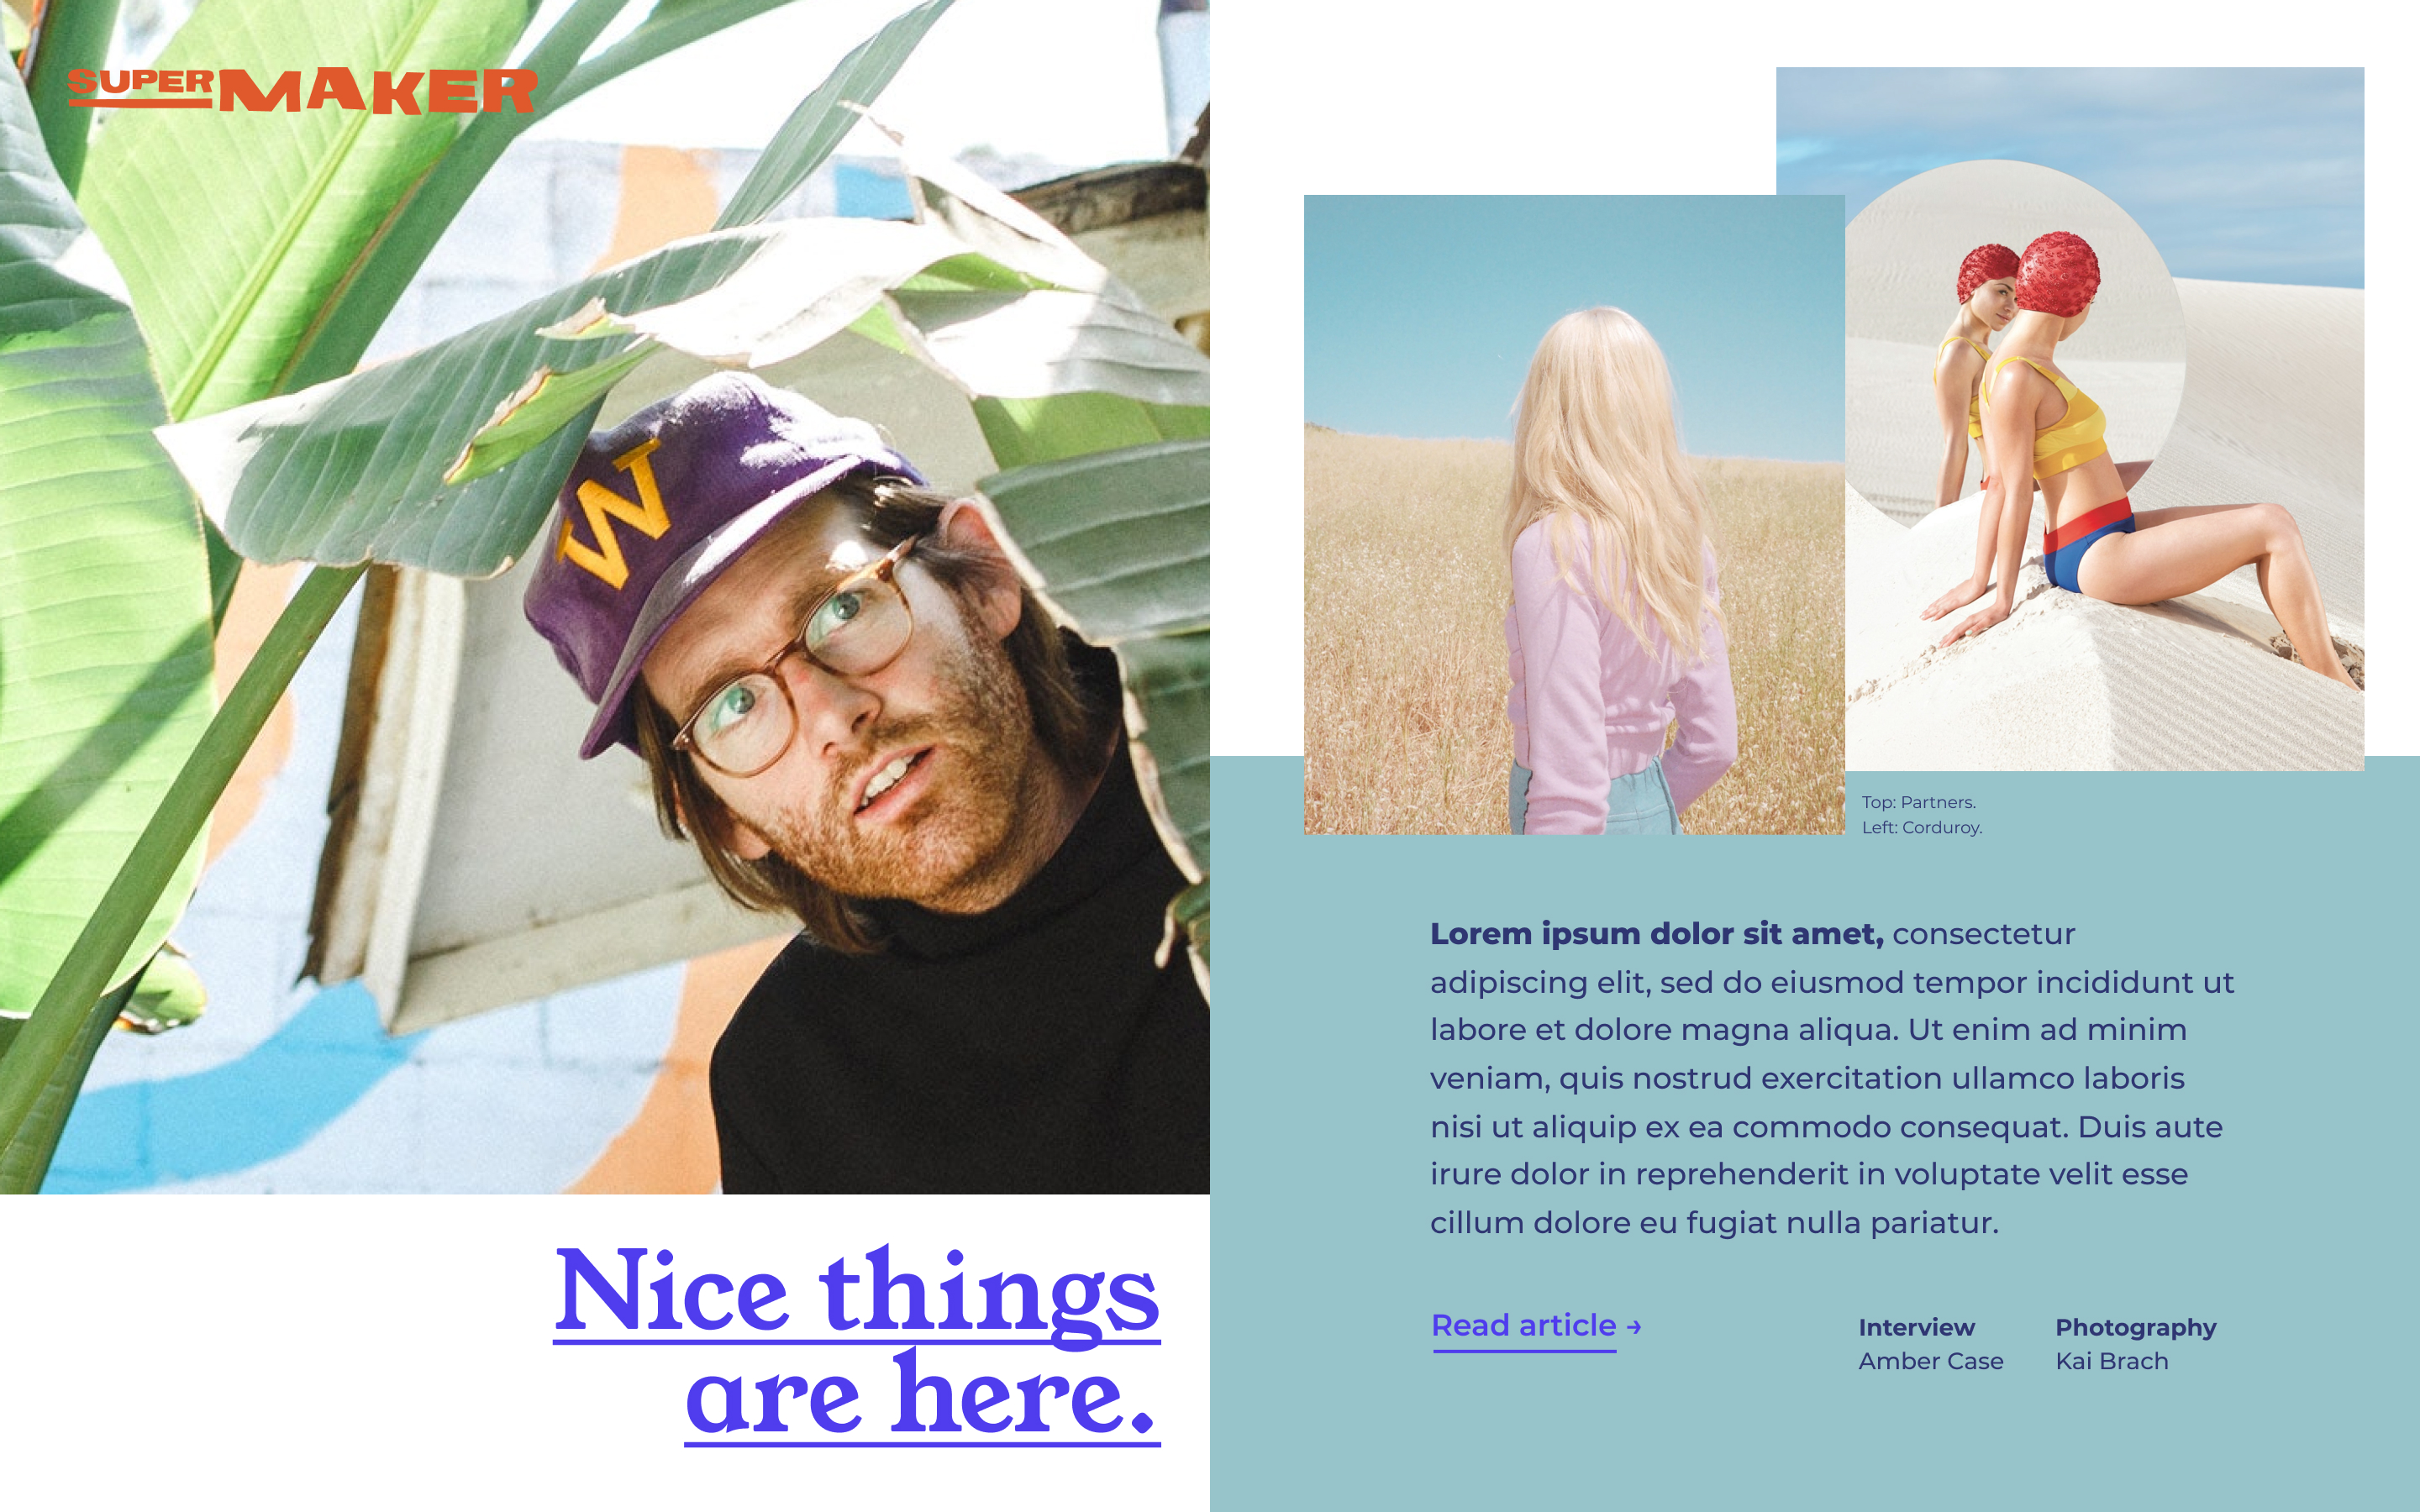 SUPERMAKER
W
Nice things
are here.
Top: Partners.
Left: Corduroy.
Lorem ipsum dolor sit amet, consectetur
adipiscing elit, sed do eiusmod tempor incididunt ut
labore et dolore magna aliqua. Ut enim ad minim
veniam, quis nostrud exercitation ullamco laboris
nisi ut aliquip ex ea commodo consequat. Duis aute
irure dolor in reprehenderit in voluptate velit esse
cillum dolore eu fugiat nulla pariatur.
Read article →
Interview
Amber Case
Photography
Kai Brach